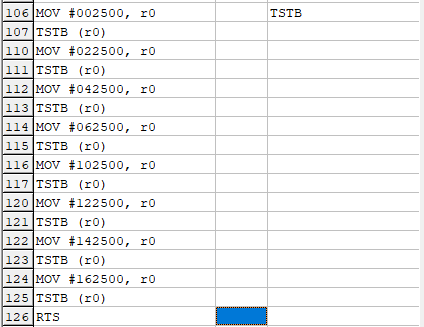 106 MOV #002500, r0 TSTB
107 TSTB (r0)
110 MOV #022500, r0
111 TSTB (r0)
112 MOV #042500, r0
113 TSTB (r0)
114 MOV #062500, r0
115 TSTB (r0)
116 MOV #102500, r0
117 TSTB (r0)
120 MOV #122500, r0
121 TSTB (r0)
122 MOV #142500, r0
123 TSTB (r0)
124 MOV #162500, r0
125 TSTB (r0)
126 RTS